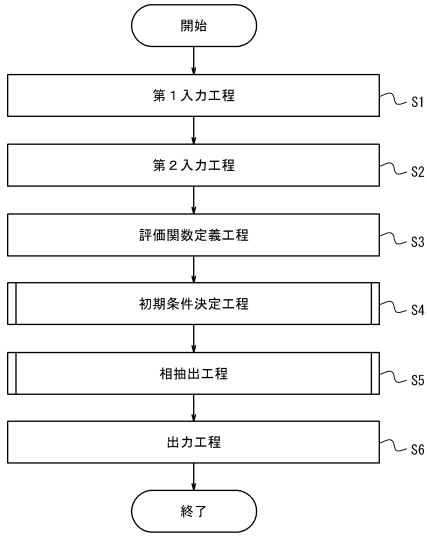 開始
第１入力工程
S1
第２入力工程
S2
評価関数定義工程
S3
初期条件決定工程
S4
相抽出工程
S5
出力工程
S6
終了